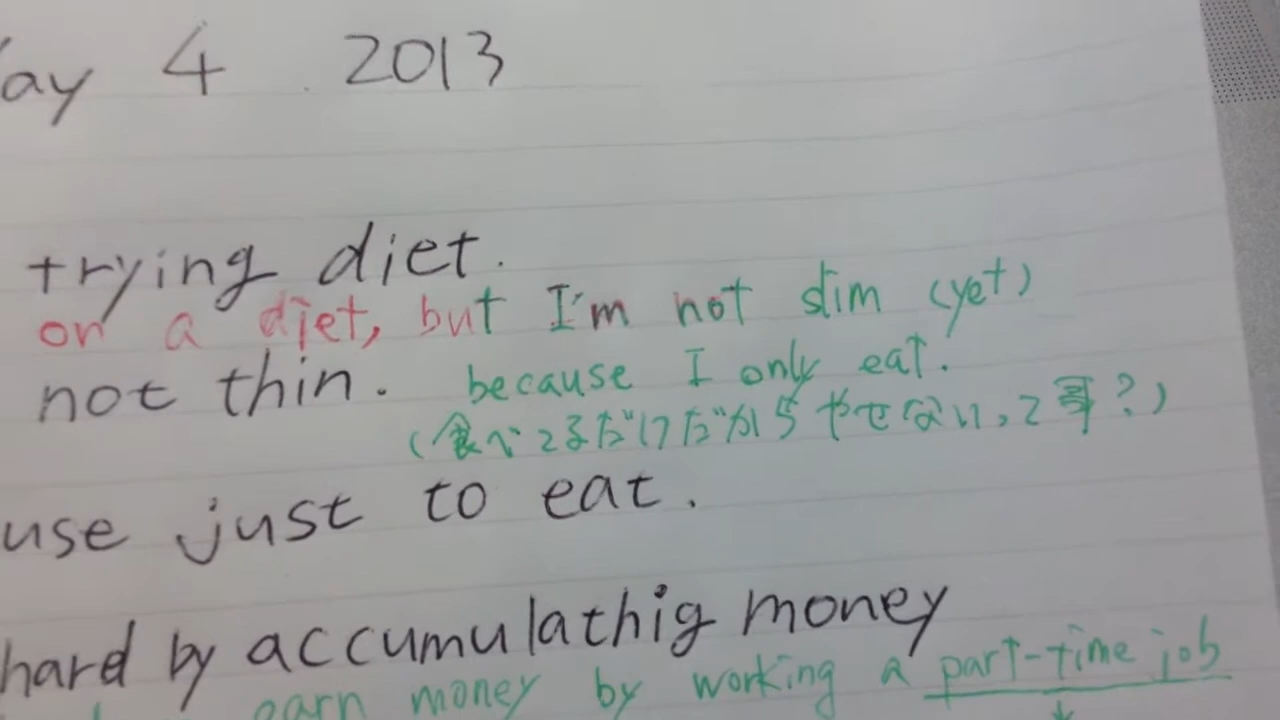 ay 4 . 2013
trying diet.
on a diet, but I'm not slim (yet)
not thin. because I only eat.
(食べてるだけだからやせない、って事?)
use just to eat.
hard by accumulathig money
earn money by working a part-time job